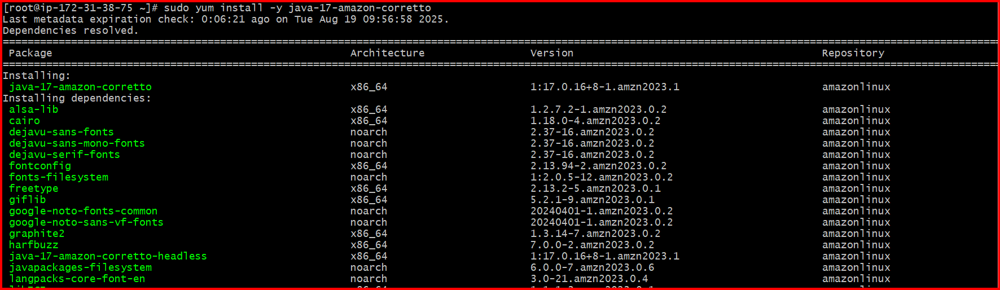 [root@ip-172-31-38-75 ~]# sudo yum install -y java-17-amazon-corretto
Last metadata expiration check: 0:06:21 ago on Tue Aug 19 09:56:58 2025.
Dependencies resolved.
Package Architecture Version Repository
Installing:
java-17-amazon-corretto x86_64 1:17.0.16+8-1.amzn2023.1 amazonlinux
Installing dependencies:
alsa-lib x86_64 1.2.7.2-1.amzn2023.0.2 amazonlinux
cairo x86_64 1.18.0-4.amzn2023.0.2 amazonlinux
dejavu-sans-fonts noarch 2.37-16.amzn2023.0.2 amazonlinux
dejavu-sans-mono-fonts noarch 2.37-16.amzn2023.0.2 amazonlinux
dejavu-serif-fonts noarch 2.37-16.amzn2023.0.2 amazonlinux
fontconfig x86_64 2.13.94-2.amzn2023.0.2 amazonlinux
fonts-filesystem noarch 1:2.0.5-12.amzn2023.0.2 amazonlinux
freetype x86_64 2.13.2-5.amzn2023.0.1 amazonlinux
giflib x86_64 5.2.1-9.amzn2023.0.1 amazonlinux
google-noto-fonts-common noarch 20240401-1.amzn2023.0.2 amazonlinux
google-noto-sans-vf-fonts noarch 20240401-1.amzn2023.0.2 amazonlinux
graphite2 x86_64 1.3.14-7.amzn2023.0.2 amazonlinux
harfbuzz x86_64 7.0.0-2.amzn2023.0.2 amazonlinux
java-17-amazon-corretto-headless x86_64 1:17.0.16+8-1.amzn2023.1 amazonlinux
javapackages-filesystem noarch 6.0.0-7.amzn2023.0.6 amazonlinux
langpacks-core-font-en noarch 3.0-21.amzn2023.0.4 amazonlinux